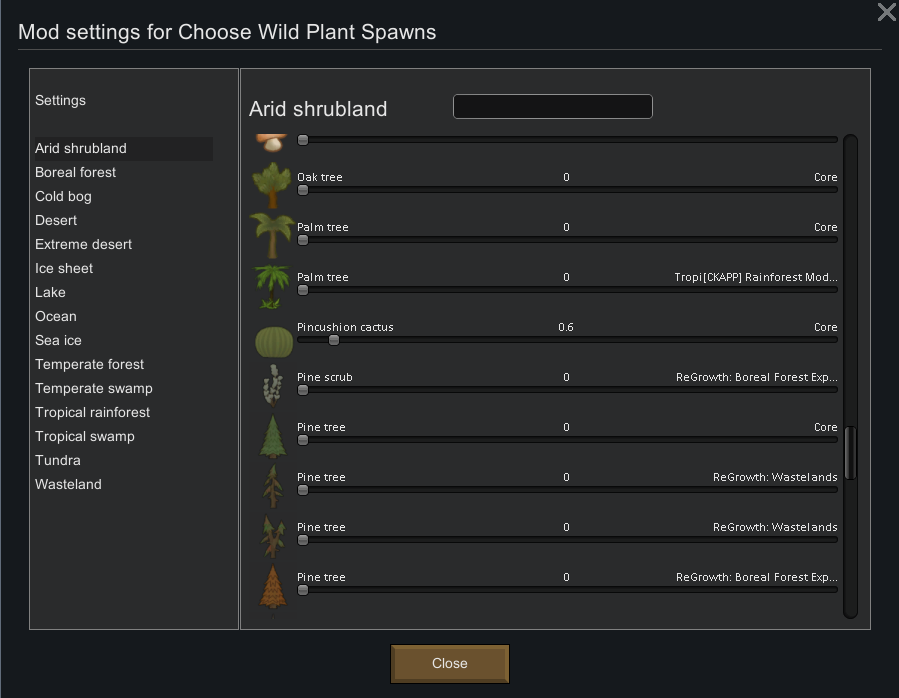 Mod settings for Choose Wild Plant Spawns
Settings
Arid shrubland
Boreal forest
Cold bog
Desert
Extreme desert
Ice sheet
Lake
Ocean
Sea ice
Temperate forest
Temperate swamp
Tropical rainforest
Tropical swamp
Tundra
Wasteland
Arid shrubland
Oak tree 0 Core
Palm tree 0 Core
Palm tree 0 Tropi[CKAPP] Rainforest Mod...
Pincushion cactus 0.6 Core
Pine scrub 0 ReGrowth: Boreal Forest Exp...
Pine tree 0 Core
Pine tree 0 ReGrowth: Wastelands
Pine tree 0 ReGrowth: Wastelands
Pine tree 0 ReGrowth: Boreal Forest Exp...
Close